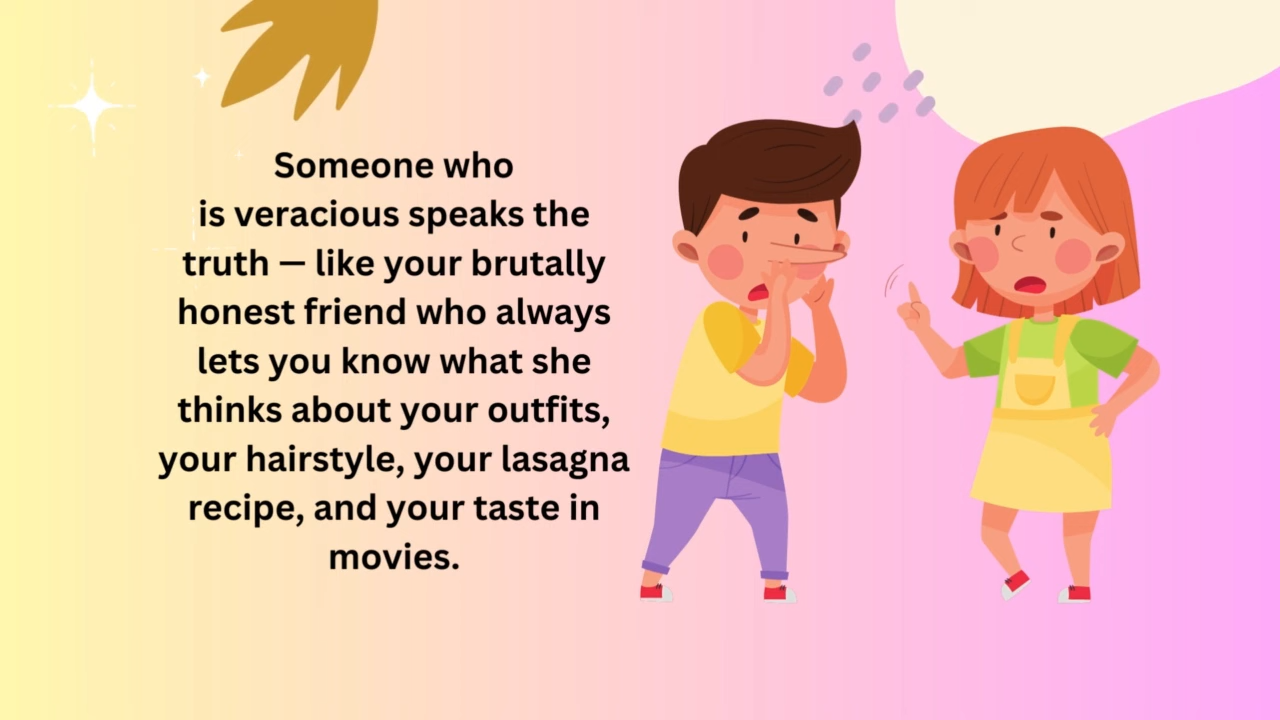 Someone who
is veracious speaks the
truth — like your brutally
honest friend who always
lets you know what she
thinks about your outfits,
your hairstyle, your lasagna
recipe, and your taste in
movies.